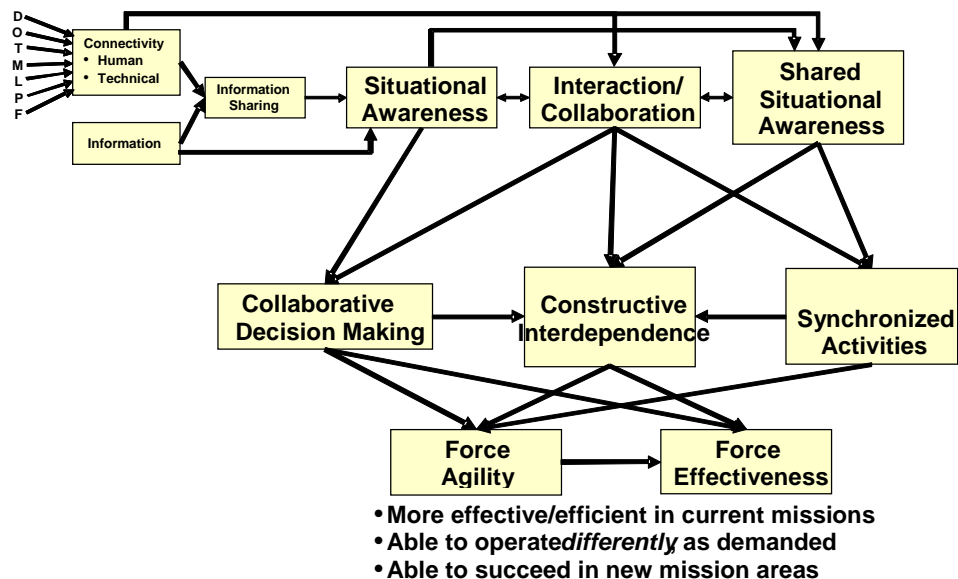 D
O
T
M
L
P
F
Connectivity
• Human
• Technical
Information
Information
Sharing
Situational
Awareness
Interaction/
Collaboration
Shared
Situational
Awareness
Collaborative
Decision Making
Constructive
Interdependence
Synchronized
Activities
Force
Agility
Force
Effectiveness
• More effective/efficient in current missions
• Able to operate differently, as demanded
• Able to succeed in new mission areas